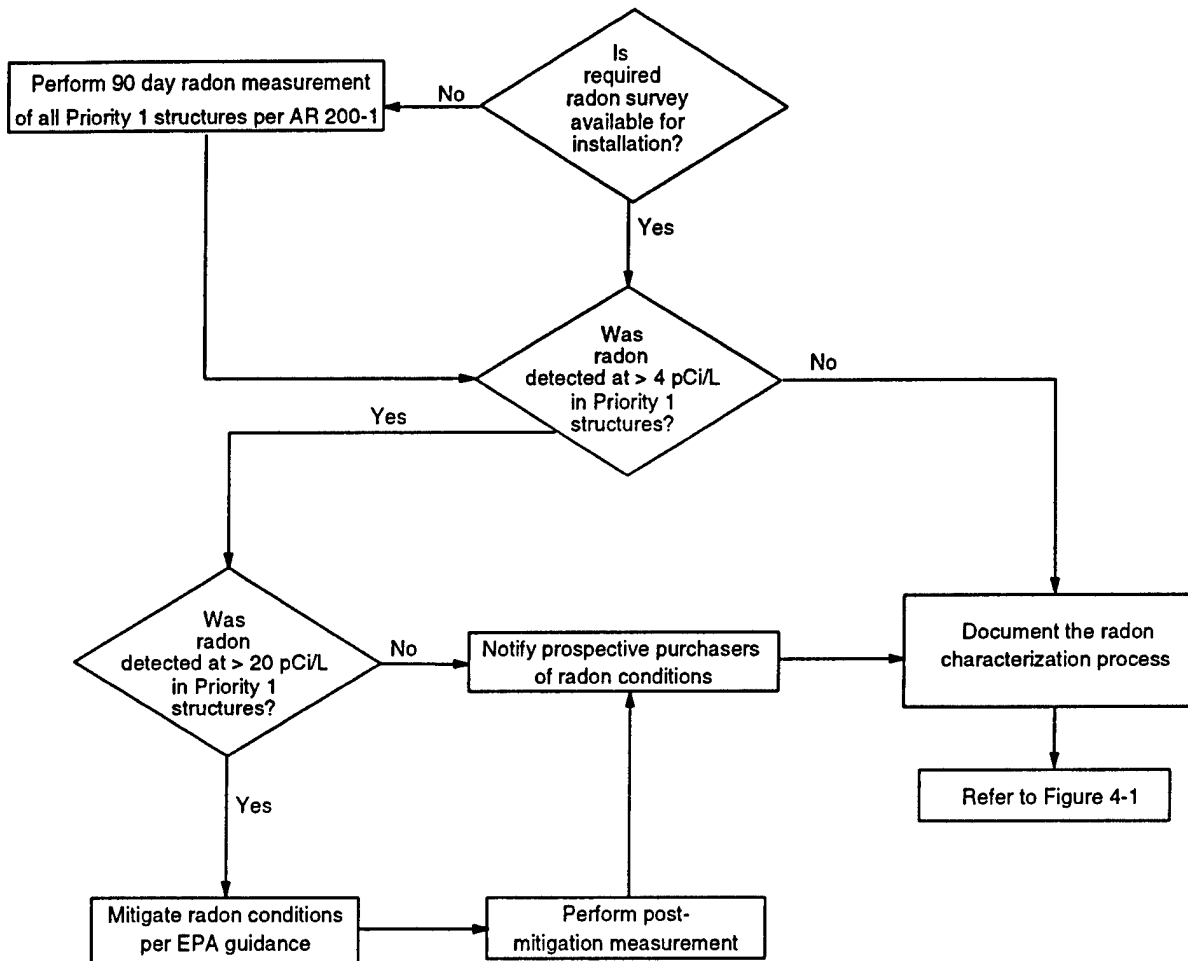 Is
required
radon survey
available for
installation?
No
Perform 90 day radon measurement
of all Priority 1 structures per AR 200-1
Yes
Was
radon
detected at > 4 pCi/L
in Priority 1
structures?
No
Yes
Was
radon
detected at > 20 pCi/L
in Priority 1
structures?
No
Notify prospective purchasers
of radon conditions
Document the radon
characterization process
Yes
Refer to Figure 4-1
Mitigate radon conditions
per EPA guidance
Perform post-
mitigation measurement